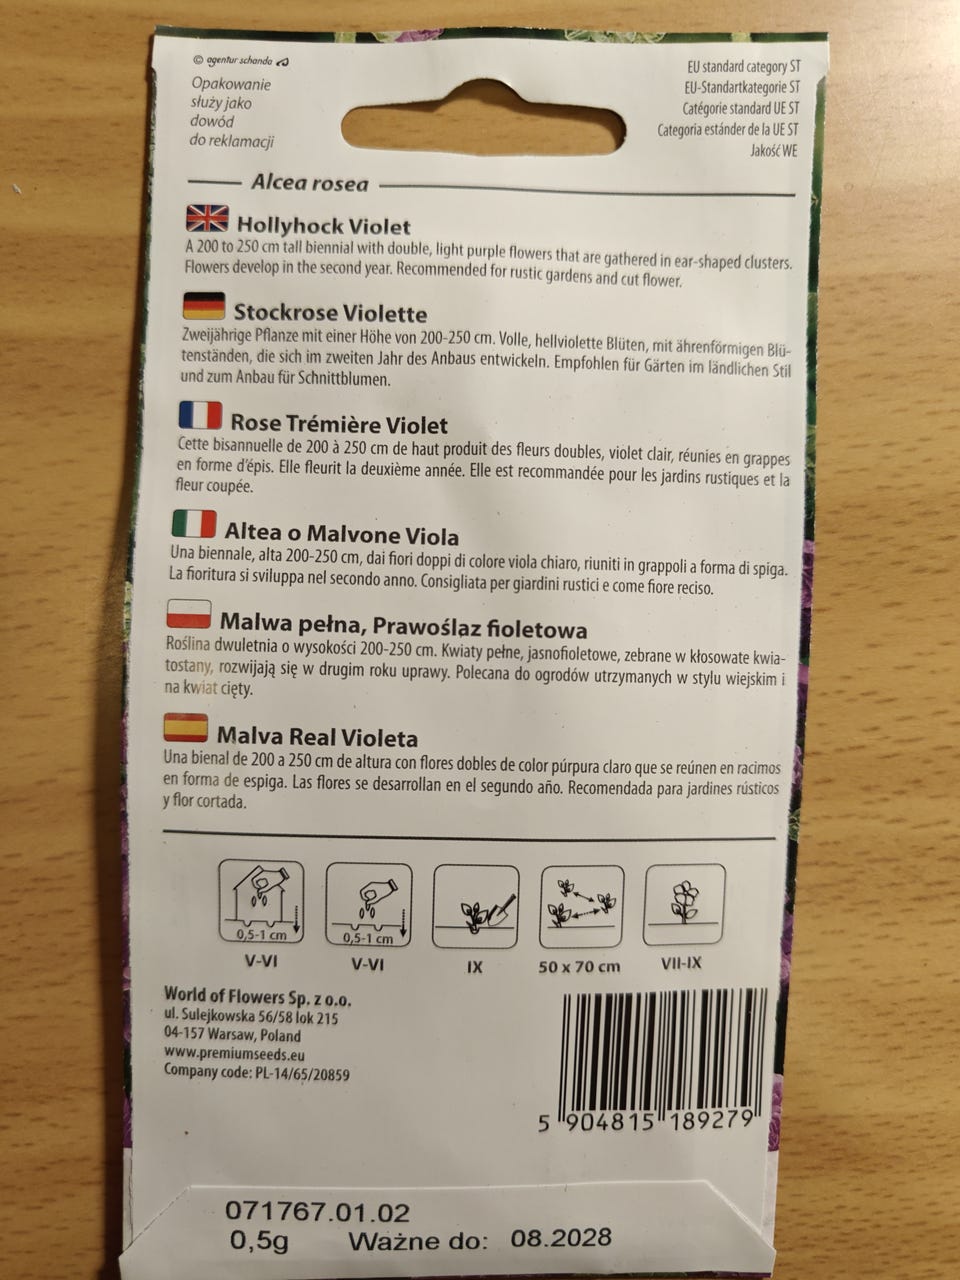 © agentur schanda
Opakowanie
służy jako
dowód
do reklamacji
EU standard category ST
EU-Standartkategorie ST
Catégorie standard UE ST
Categoria estánder de la UE ST
Jakość WE
Alcea rosea
Hollyhock Violet
A 200 to 250 cm tall biennial with double, light purple flowers that are gathered in ear-shaped clusters.
Flowers develop in the second year. Recommended for rustic gardens and cut flower.
Stockrose Violette
Zweijährige Pflanze mit einer Höhe von 200-250 cm. Volle, hellviolette Blüten, mit ährenförmigen Blü-
tenständen, die sich im zweiten Jahr des Anbaus entwickeln. Empfohlen für Gärten im ländlichen Stil
und zum Anbau für Schnittblumen.
Rose Trémière Violet
Cette bisannuelle de 200 à 250 cm de haut produit des fleurs doubles, violet clair, réunies en grappes
en forme d'épis. Elle fleurit la deuxième année. Elle est recommandée pour les jardins rustiques et la
fleur coupée.
Altea o Malvone Viola
Una biennale, alta 200-250 cm, dai fiori doppi di colore viola chiaro, riuniti in grappoli a forma di spiga.
La fioritura si sviluppa nel secondo anno. Consigliata per giardini rustici e come fiore reciso.
Malwa pełna, Prawoślaz fioletowa
Roślina dwuletnia o wysokości 200-250 cm. Kwiaty pełne, jasnofioletowe, zebrane w kłosowate kwia-
tostany, rozwijają się w drugim roku uprawy. Polecana do ogrodów utrzymanych w stylu wiejskim i
na kwiat cięty.
Malva Real Violeta
Una bienal de 200 a 250 cm de altura con flores dobles de color púrpura claro que se reúnen en racimos
en forma de espiga. Las flores se desarrollan en el segundo año. Recomendada para jardines rústicos
y flor cortada.
0,5-1 cm
0,5-1 cm
V-VI
V-VI
IX
50 x 70 cm
VII-IX
World of Flowers Sp. z o.o.
ul. Sulejkowska 56/58 lok 215
04-157 Warsaw, Poland
www.premiumseeds.eu
Company code: PL-14/65/20859
5 904815 189279
071767.01.02
0,5g Ważne do: 08.2028